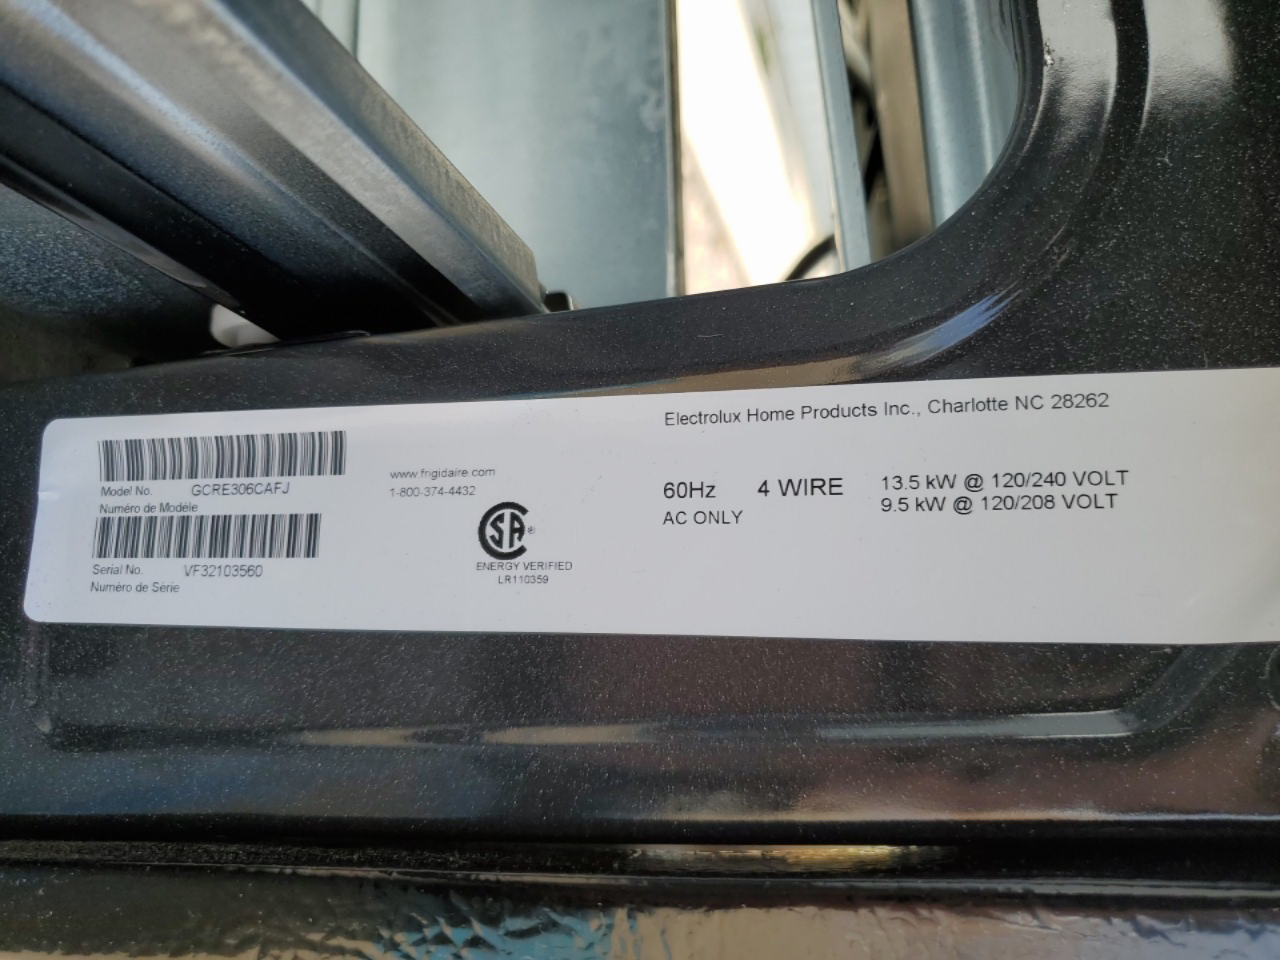 Model No. GCRE306CAFJ
Numéro de Modèle
Serial No. VF32103560
Numéro de Série
www.frigidaire.com
1-800-374-4432
SA ®
ENERGY VERIFIED
LR110359
Electrolux Home Products Inc., Charlotte NC 28262
60Hz 4 WIRE
AC ONLY
13.5 kW @ 120/240 VOLT
9.5 kW @ 120/208 VOLT